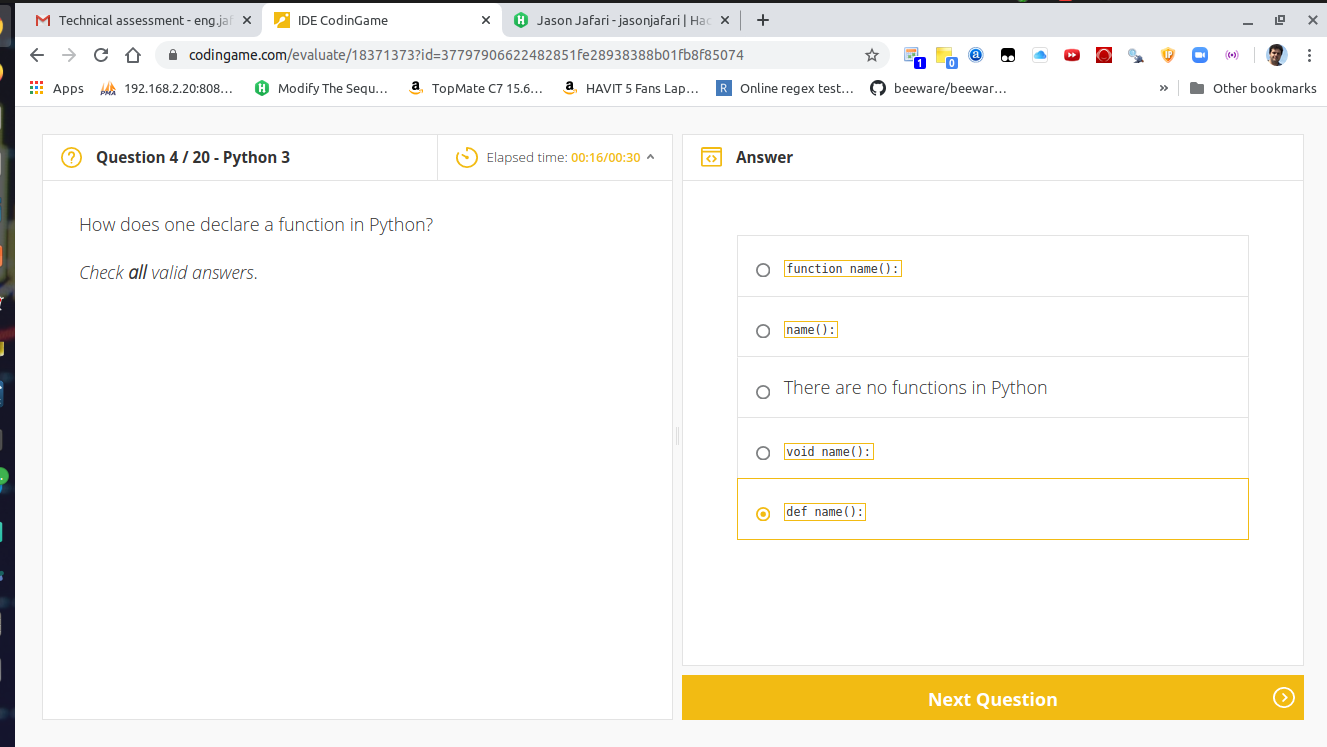 Technical assessment - eng.jaf
IDE CodinGame
Jason Jafari - jasonjafari | Hac
codingame.com/evaluate/18371373?id=37797906622482851fe28938388b01fb8f85074
1
0
Apps
PMA
192.168.2.20:808...
H
Modify The Sequ...
TopMate C7 15.6...
HAVIT 5 Fans Lap...
R
Online regex test...
beeware/beewar...
»
Other bookmarks
Question 4 / 20 - Python 3
Elapsed time: 00:16/00:30
Answer
How does one declare a function in Python?
Check all valid answers.
function name():
name():
There are no functions in Python
void name():
def name():
Next Question